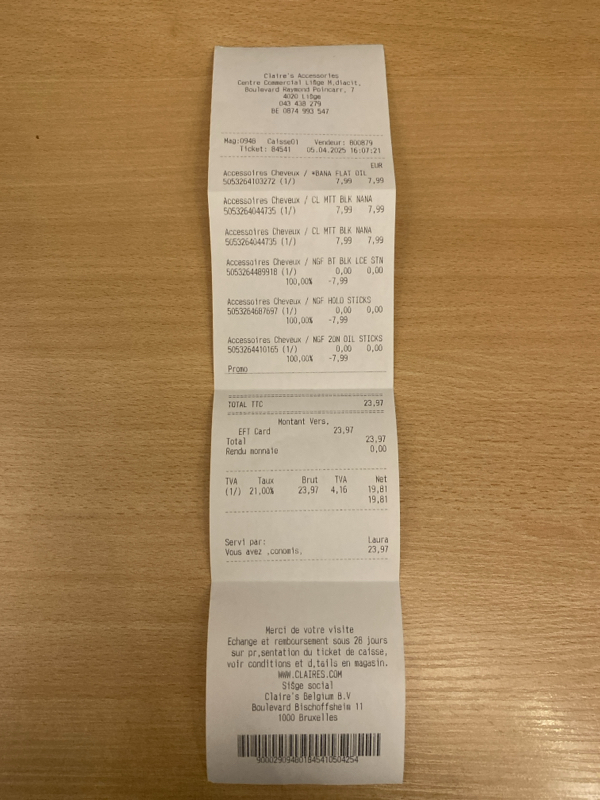 Claire's Accessories
Centre Commercial Lißge M,diacit,
Boulevard Raymond Poincarr, 7
4020 Lißge
043 438 279
BE 0874 993 547
Mag:0948 Caisse01 Vendeur: 800879
Ticket: 84541 05.04.2025 16:07:21
EUR
Accessoires Cheveux / *BANA FLAT OIL
5053264103272 (1/) 7,99 7,99
Accessoires Cheveux / CL MTT BLK NANA
5053264044735 (1/) 7,99 7,99
Accessoires Cheveux / CL MTT BLK NANA
5053264044735 (1/) 7,99 7,99
Accessoires Cheveux / NGF BT BLK LCE STN
5053264489918 (1/) 0,00 0,00
100,00% -7,99
Accessoires Cheveux / NGF HOLO STICKS
5053264687697 (1/) 0,00 0,00
100,00% -7,99
Accessoires Cheveux / NGF 2ON OIL STICKS
5053264410165 (1/) 0,00 0,00
100,00% -7,99
Promo
TOTAL TTC 23,97
Montant Vers,
EFT Card 23,97
Total 23,97
Rendu monnaie 0,00
TVA Taux Brut TVA Net
(1/) 21,00% 23,97 4,16 19,81
19,81
Servi par: Laura
Vous avez ,conomis, 23,97
Merci de votre visite
Echange et remboursement sous 28 jours
sur pr,sentation du ticket de caisse,
voir conditions et d,tails en magasin.
WWW.CLAIRES.COM
Sißge social
Claire's Belgium B.V
Boulevard Bischoffsheim 11
1000 Bruxelles